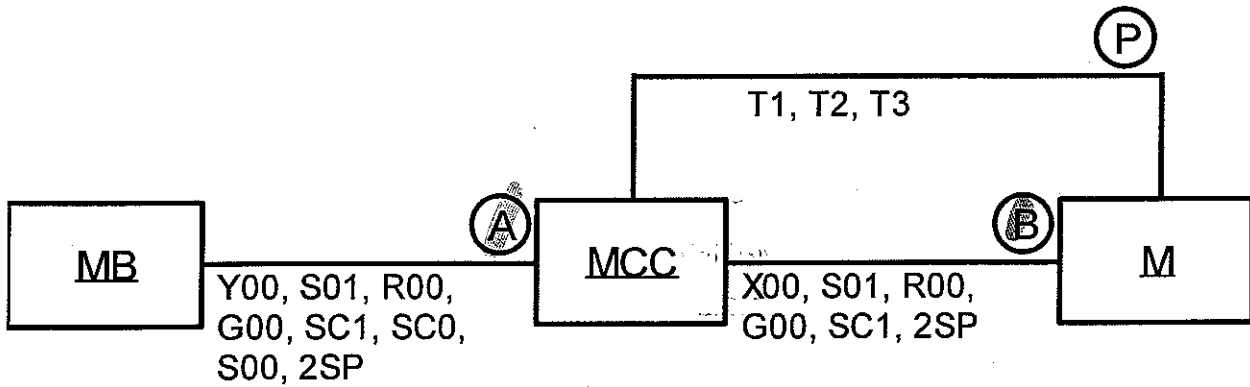 P
T1, T2, T3
A
B
MB
MCC
M
Y00, S01, R00,
G00, SC1, SC0,
S00, 2SP
X00, S01, R00,
G00, SC1, 2SP